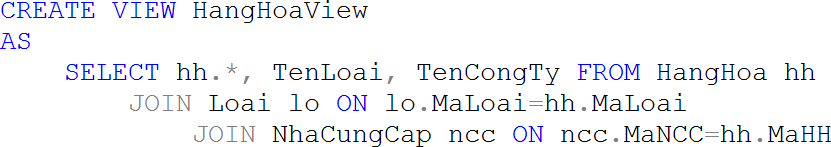 CREATE VIEW HangHoaView
AS
SELECT hh.*, TenLoai, TenCongTy FROM HangHoa hh
JOIN Loai lo ON lo.MaLoai=hh.MaLoai
JOIN NhaCungCap ncc ON ncc.MaNCC=hh.MaHH